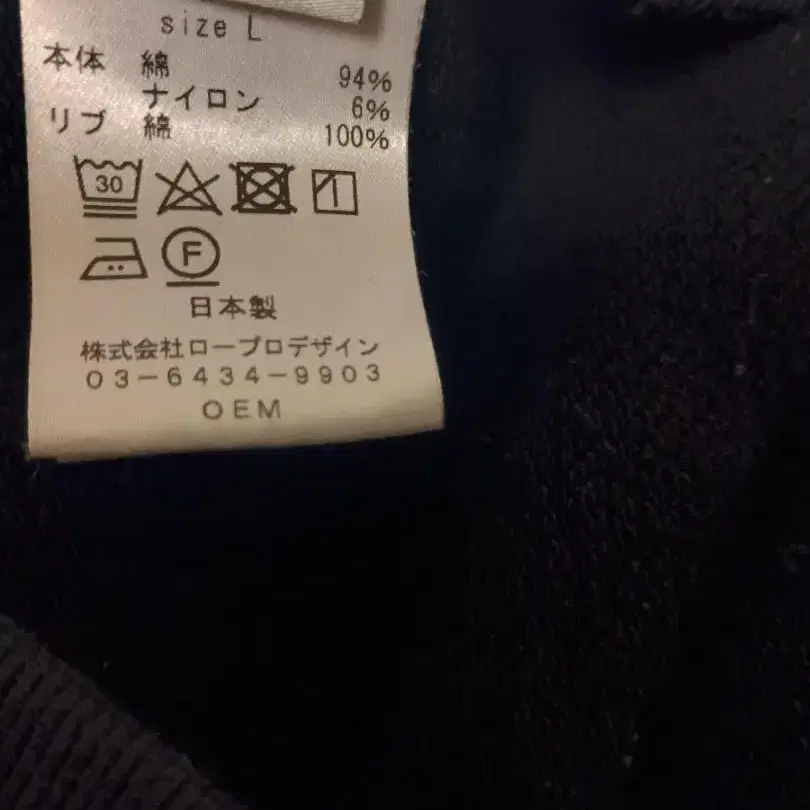 size L
本体 綿 94%
ナイロン 6%
リブ 綿 100%
30
F
日本製
株式会社ロープロデザイン
03-6434-9903
OEM